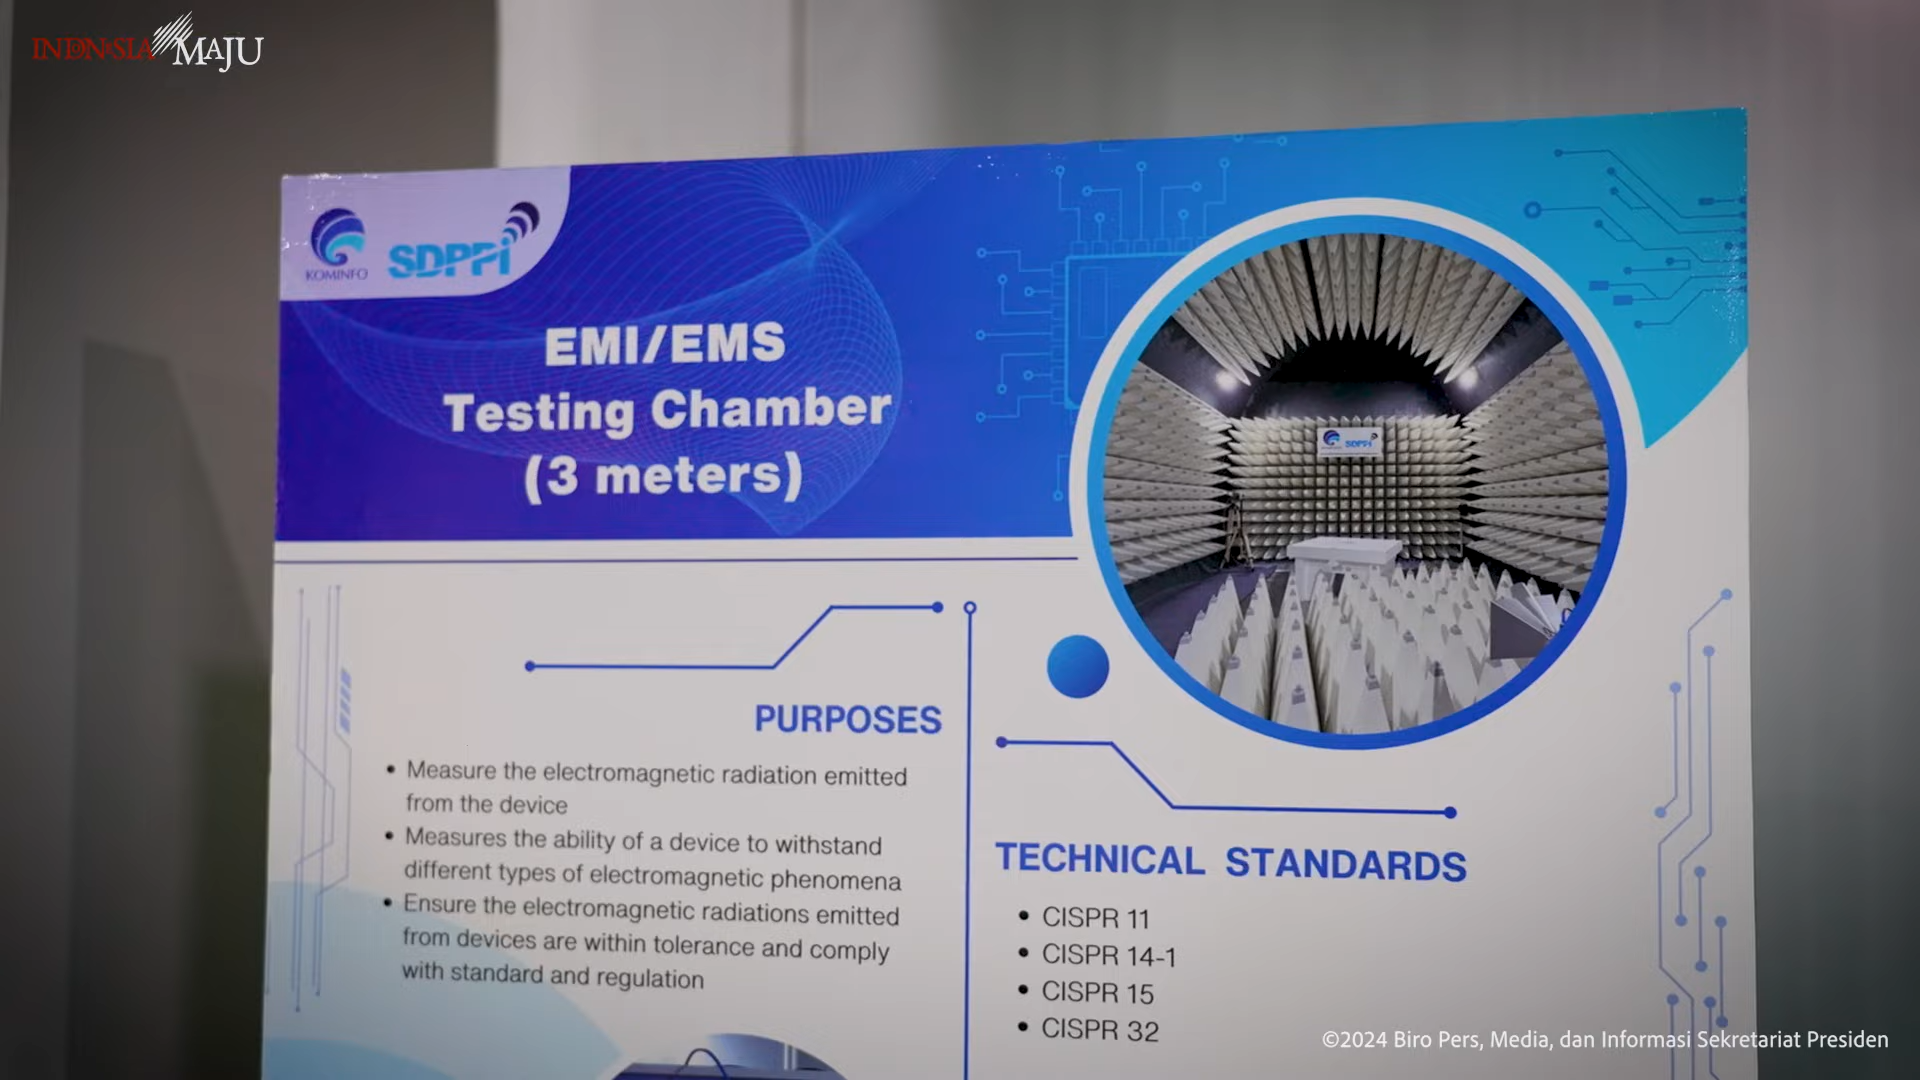 INDONESIA MAJU
KOMINFO
SDPPI
EMI/EMS
Testing Chamber
(3 meters)
SDPPI
PURPOSES
• Measure the electromagnetic radiation emitted
from the device
• Measures the ability of a device to withstand
different types of electromagnetic phenomena
• Ensure the electromagnetic radiations emitted
from devices are within tolerance and comply
with standard and regulation
TECHNICAL STANDARDS
• CISPR 11
• CISPR 14-1
• CISPR 15
• CISPR 32
©2024 Biro Pers, Media, dan Informasi Sekretariat Presiden